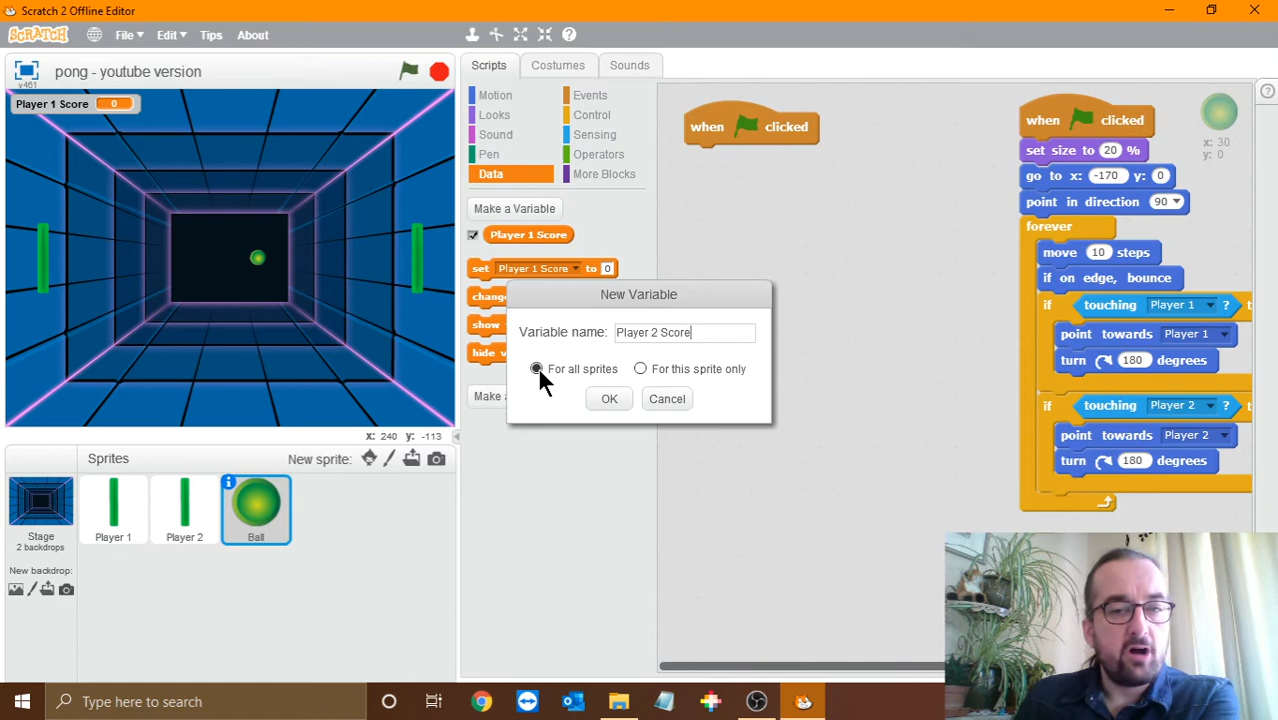 Scratch 2 Offline Editor
SCRATCH File Edit Tips About
pong - youtube version
v461
Player 1 Score 0
x: 240 y: -113
Sprites New sprite:
Stage
2 backdrops
New backdrop:
Player 1
Player 2
Ball
Scripts Costumes Sounds
Motion Events
Looks Control
Sound Sensing
Pen Operators
Data More Blocks
Make a Variable
Player 1 Score
set Player 1 Score to 0
show
hide
Make a
New Variable
Variable name: Player 2 Score
For all sprites For this sprite only
OK Cancel
when clicked
when clicked
set size to 20 %
go to x: -170 y: 0
point in direction 90
forever
move 10 steps
if on edge, bounce
if touching Player 1 ? t
point towards Player 1
turn 180 degrees
if touching Player 2 ? t
point towards Player 2
turn 180 degrees
x: 30
y: 0
Type here to search